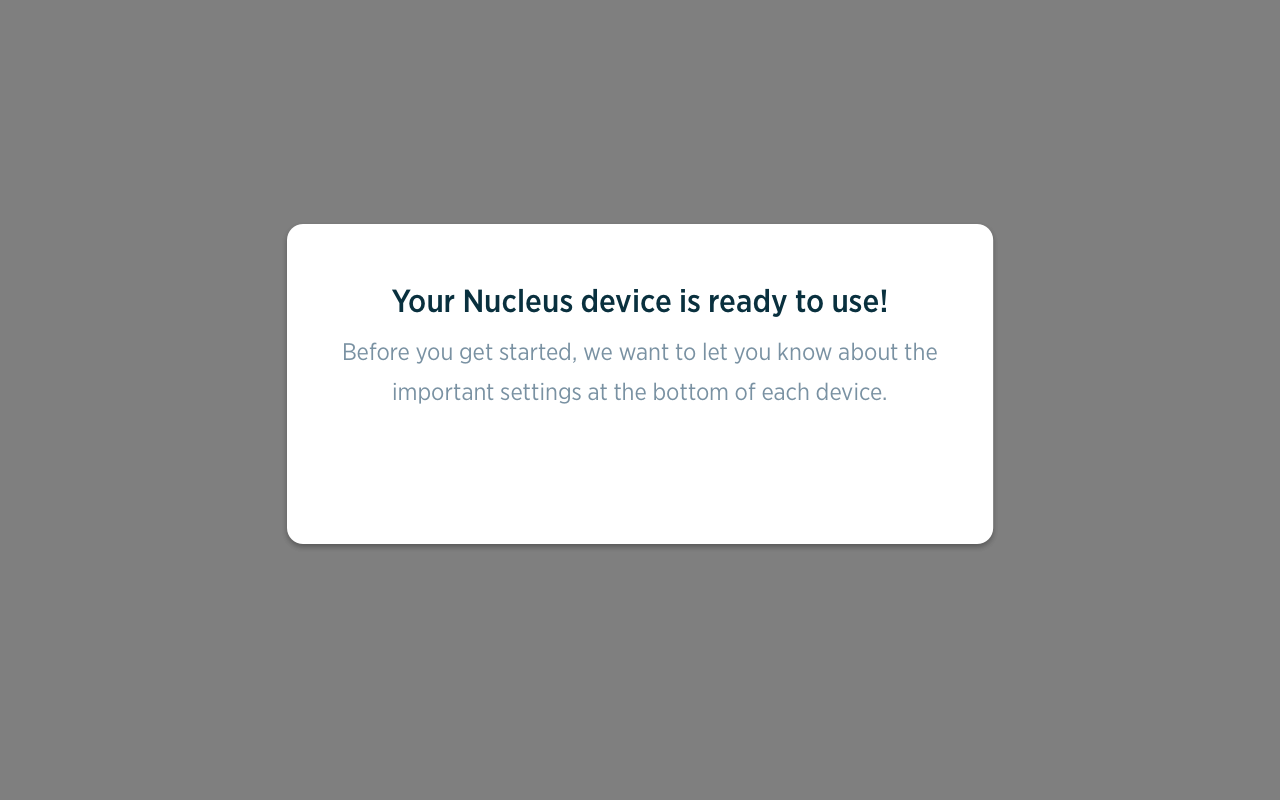 Your Nucleus device is ready to use!
Before you get started, we want to let you know about the
important settings at the bottom of each device.